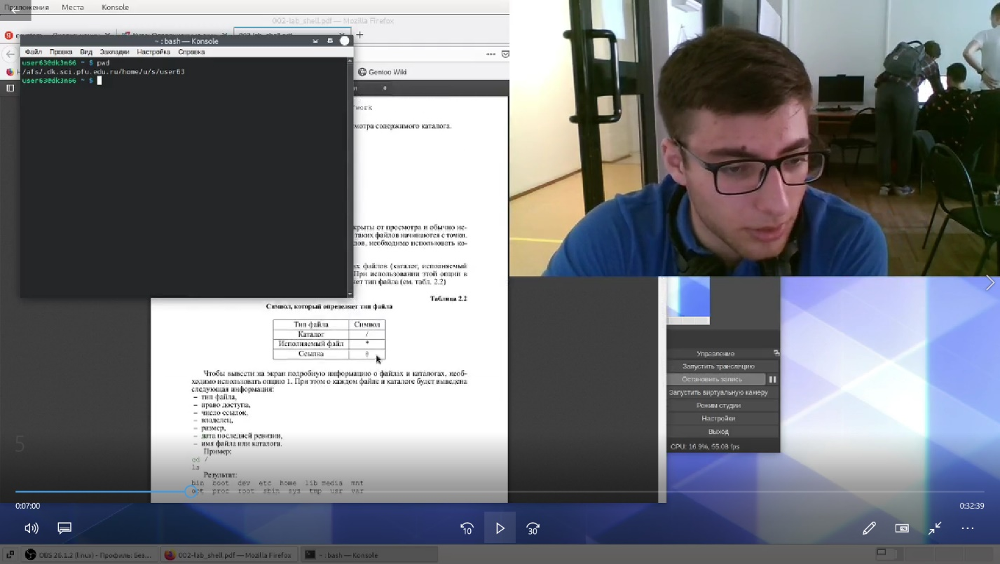 Приложения Места Konsole
002-lab_shell.pdf — Mozilla Firefox
~ : bash — Konsole
Файл Правка Вид Закладки Настройка Справка
user63@dk3n66 ~ $ pwd
/afs/.dk.sci.pfu.edu.ru/home/u/s/user63
user63@dk3n66 ~ $
Gentoo Wiki
/work
мотра содержимого каталога.
крыты от просмотра и обычно ис-
таких файлов начинаются с точки.
лов, необходимо использовать ко-
ах файлов (каталог, исполняемый
При использовании этой опции в
ет тип файла (см. табл. 2.2)
Таблица 2.2
Символ, который определяет тип файла
Тип файла Символ
Каталог /
Исполняемый файл *
Ссылка @
Чтобы вывести на экран подробную информацию о файлах и каталогах, необ-
ходимо использовать опцию l. При этом о каждом файле и каталоге будет выведена
следующая информация:
– тип файла,
– право доступа,
– число ссылок,
– владелец,
– размер,
– дата последней ревизии,
– имя файла или каталога.
Пример:
cd /
ls
Результат:
bin boot dev etc home lib media mnt
opt proc root sbin sys tmp usr var
Управление
Запустить трансляцию
Остановить запись
Запустить виртуальную камеру
Режим студии
Настройки
Выход
CPU: 16.9%, 55.08 fps
5
0:07:00
0:32:39
10
30
OBS 26.1.2 (linux) - Профиль: Без...
002-lab_shell.pdf — Mozilla Firefox
~ : bash — Konsole